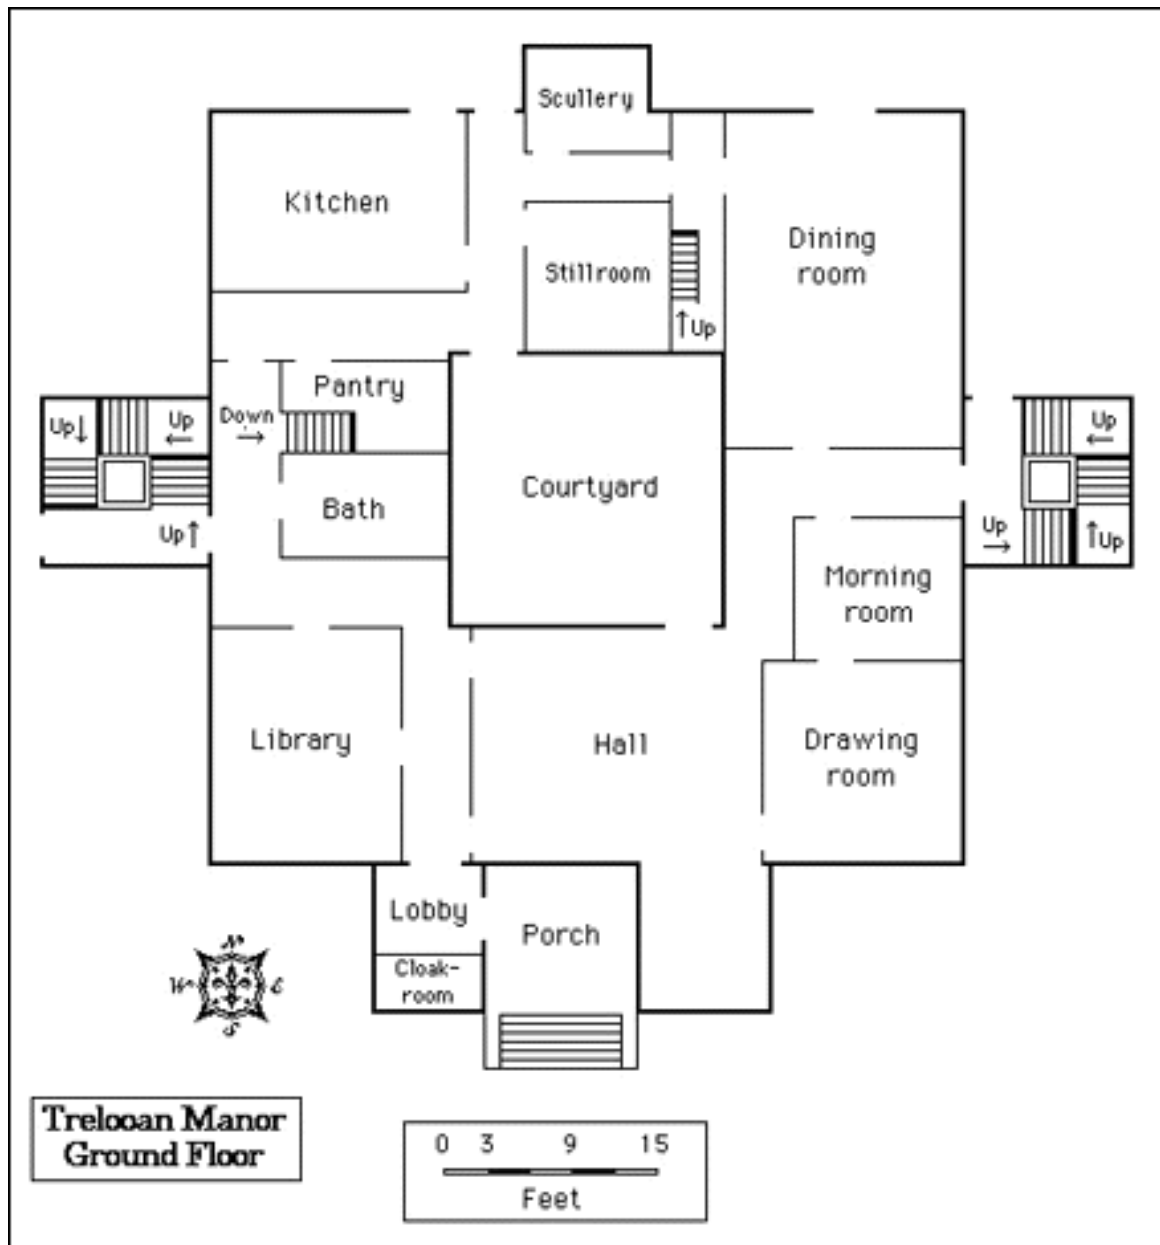 Scullery
Kitchen
Dining
room
Stillroom
Up
Pantry
Up
Up
Down
Up
Courtyard
Bath
Up
Up
Up
Morning
room
Library
Hall
Drawing
room
Lobby
Porch
Cloak-
room
N
W
E
S
Trelooan Manor
Ground Floor
0 3 9 15
Feet